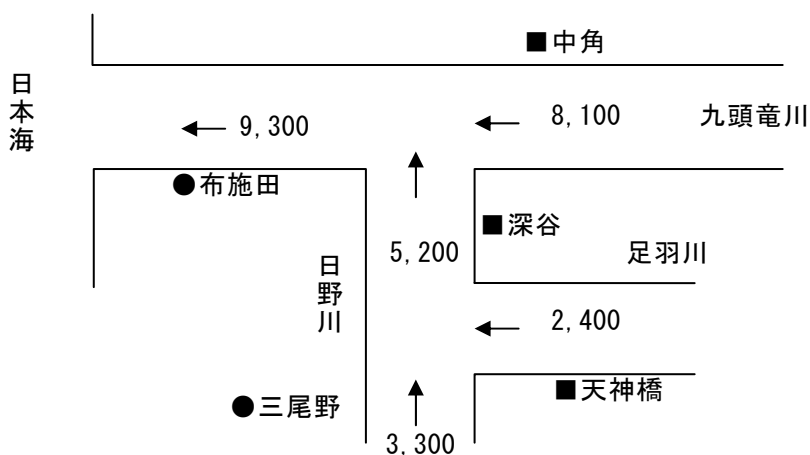 ■中角
日本海
←9,300
←8,100
九頭竜川
●布施田
■深谷
5,200
足羽川
日野川
←2,400
■天神橋
●三尾野
3,300